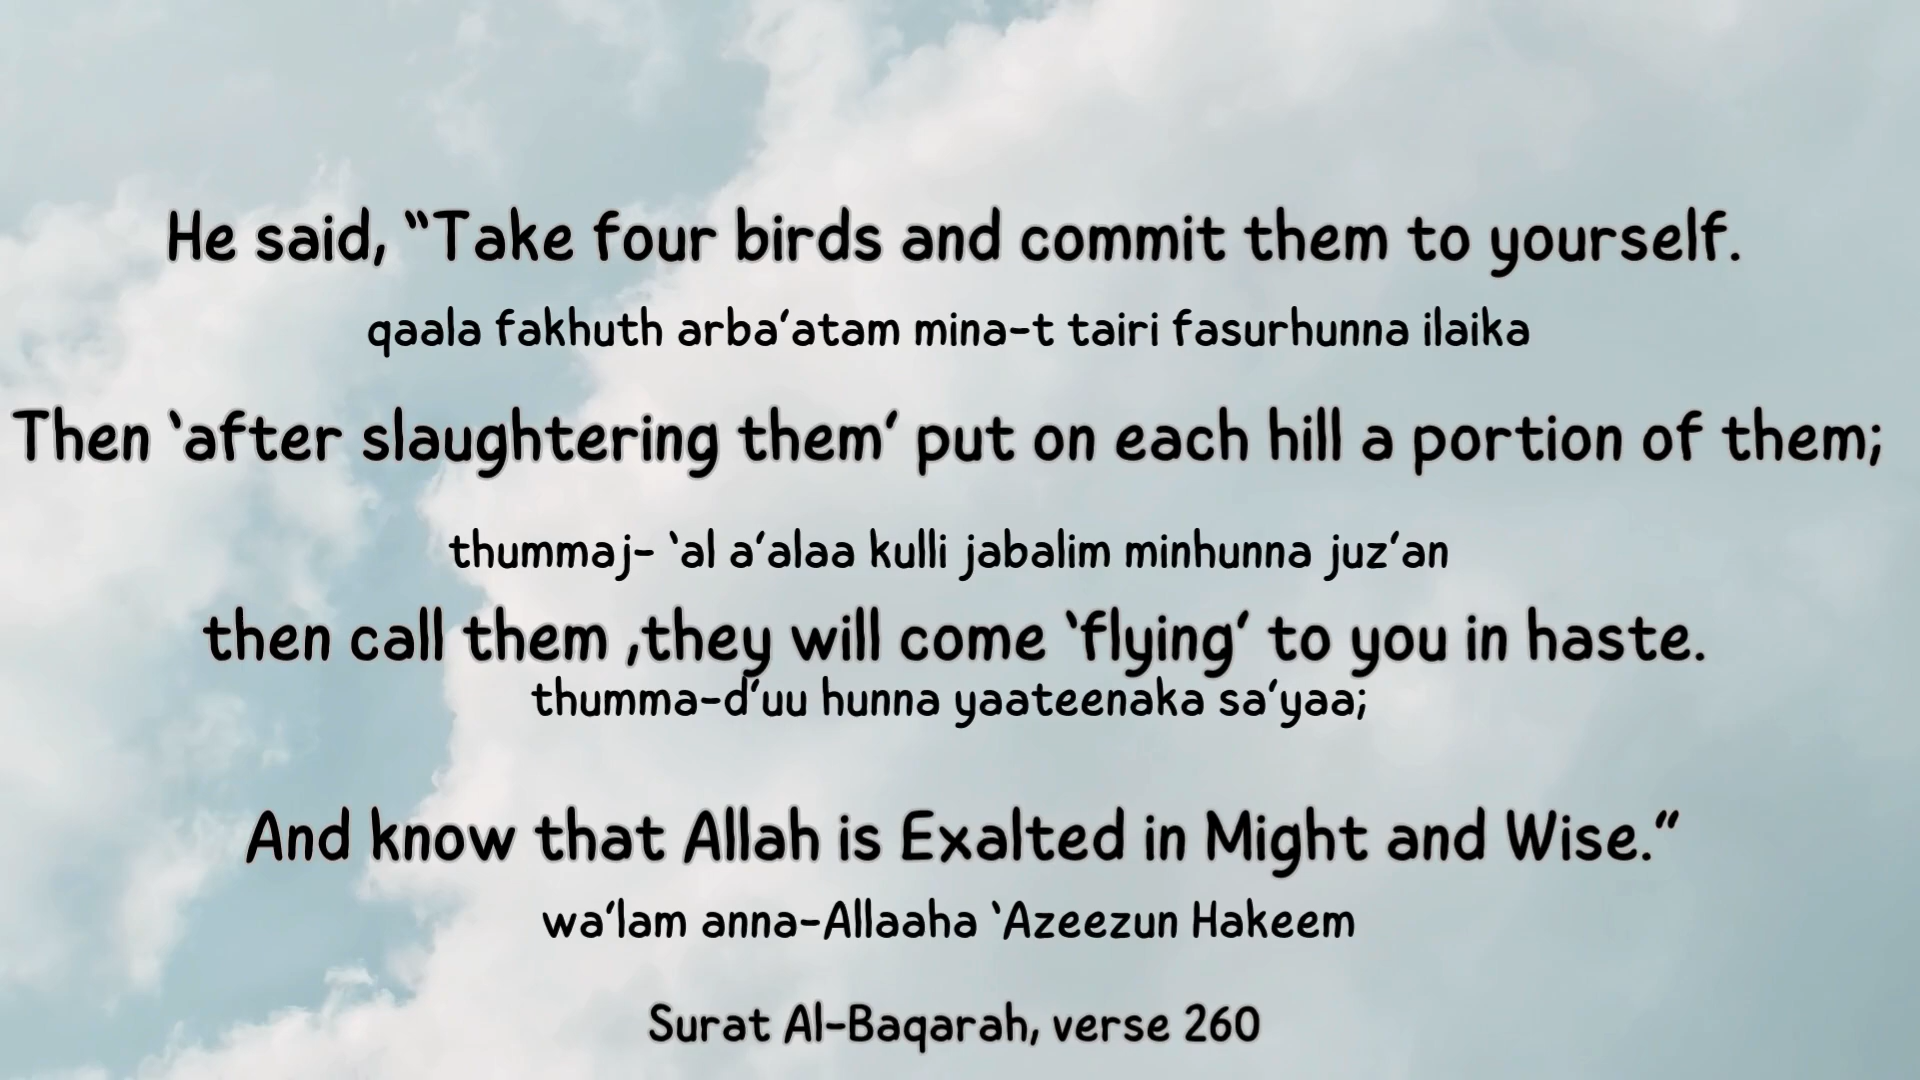 He said, “Take four birds and commit them to yourself.
qaala fakhuth arba’atam mina-t tairi fasurhunna ilaika
Then ‘after slaughtering them’ put on each hill a portion of them;
thummaj- ‘al a’alaa kulli jabalim minhunna juz’an
then call them ,they will come ‘flying’ to you in haste.
thumma-d’uu hunna yaateenaka sa’yaa;
And know that Allah is Exalted in Might and Wise.”
wa’lam anna-Allaaha ‘Azeezun Hakeem
Surat Al-Baqarah, verse 260